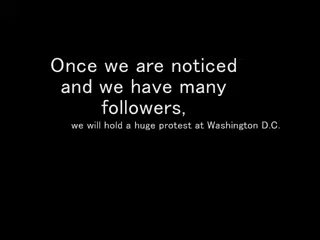 Once we are noticed
and we have many
followers,
we will hold a huge protest at Washington D.C.